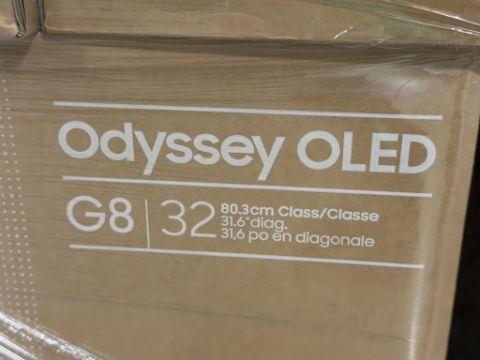 Odyssey OLED
G8 | 32
80.3cm Class/Classe
31.6"diag.
31,6 po en diagonale